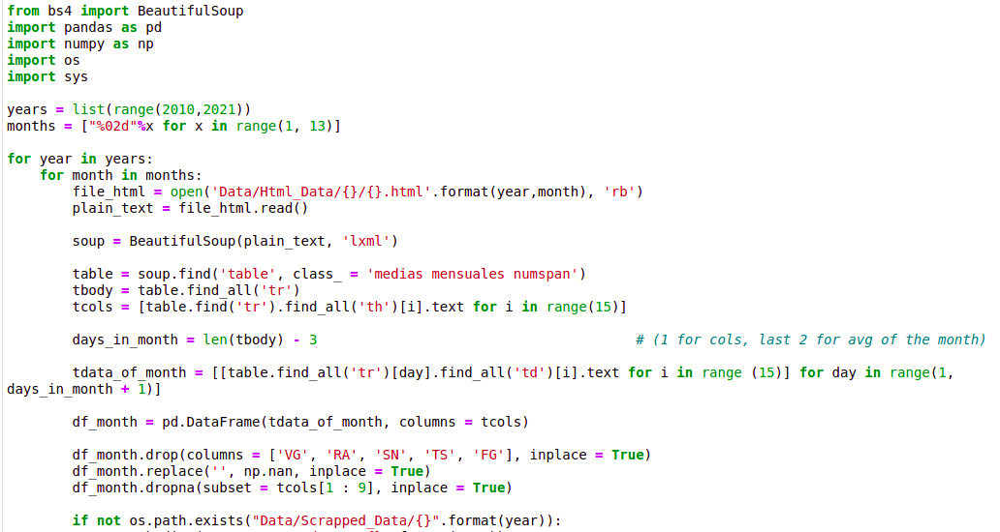 from bs4 import BeautifulSoup
import pandas as pd
import numpy as np
import os
import sys

years = list(range(2010,2021))
months = ["%02d"%x for x in range(1, 13)]

for year in years:
    for month in months:
        file_html = open('Data/Html_Data/{}/{}.html'.format(year,month), 'rb')
        plain_text = file_html.read()

        soup = BeautifulSoup(plain_text, 'lxml')

        table = soup.find('table', class_ = 'medias mensuales numspan')
        tbody = table.find_all('tr')
        tcols = [table.find('tr').find_all('th')[i].text for i in range(15)]

        days_in_month = len(tbody) - 3                                        # (1 for cols, last 2 for avg of the month)

        tdata_of_month = [[table.find_all('tr')[day].find_all('td')[i].text for i in range (15)] for day in range(1,
days_in_month + 1)]

        df_month = pd.DataFrame(tdata_of_month, columns = tcols)

        df_month.drop(columns = ['VG', 'RA', 'SN', 'TS', 'FG'], inplace = True)
        df_month.replace('', np.nan, inplace = True)
        df_month.dropna(subset = tcols[1 : 9], inplace = True)

        if not os.path.exists("Data/Scrapped_Data/{}".format(year)):